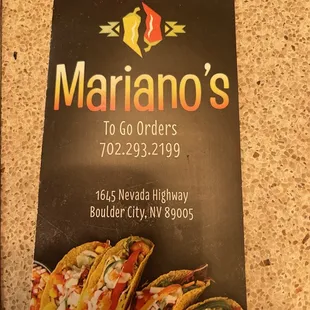 Mariano's
To Go Orders
702.293.2199
1645 Nevada Highway
Boulder City, NV 89005